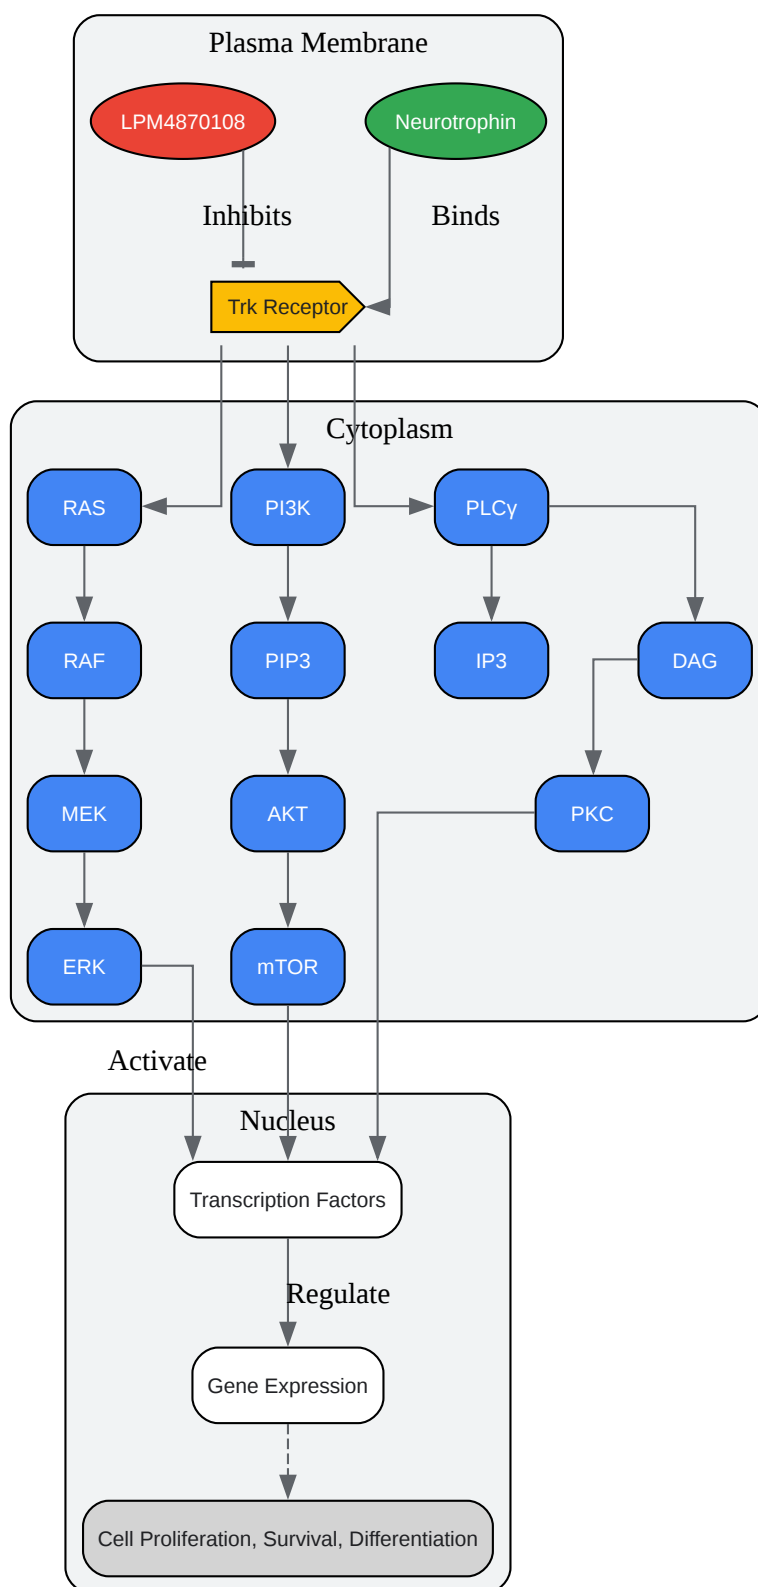 Plasma Membrane
LPM4870108
Neurotrophin
Inhibits
Binds
Trk Receptor
Cytoplasm
RAS
PI3K
PLCγ
RAF
PIP3
IP3
DAG
MEK
AKT
PKC
ERK
mTOR
Activate
Nucleus
Transcription Factors
Regulate
Gene Expression
Cell Proliferation, Survival, Differentiation